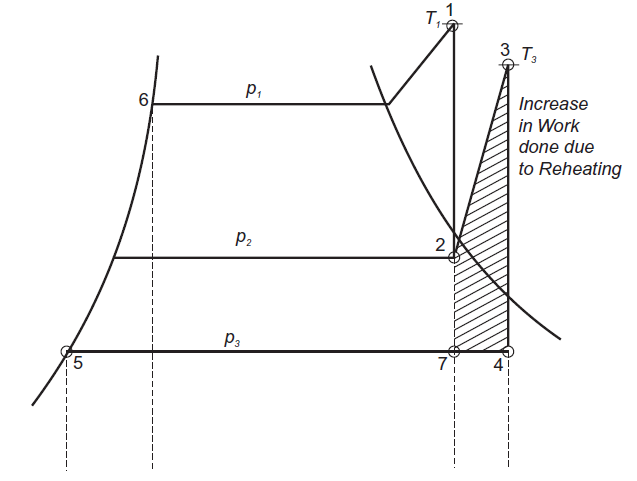 1
T₁
3
T₃
6
p₁
Increase
in Work
done due
to Reheating
2
p₂
p₃
5
7
4